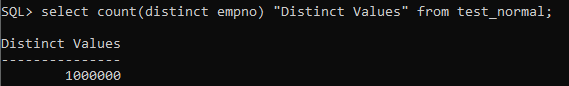 SQL> select count(distinct empno) "Distinct Values" from test_normal;
Distinct Values
---------------
1000000